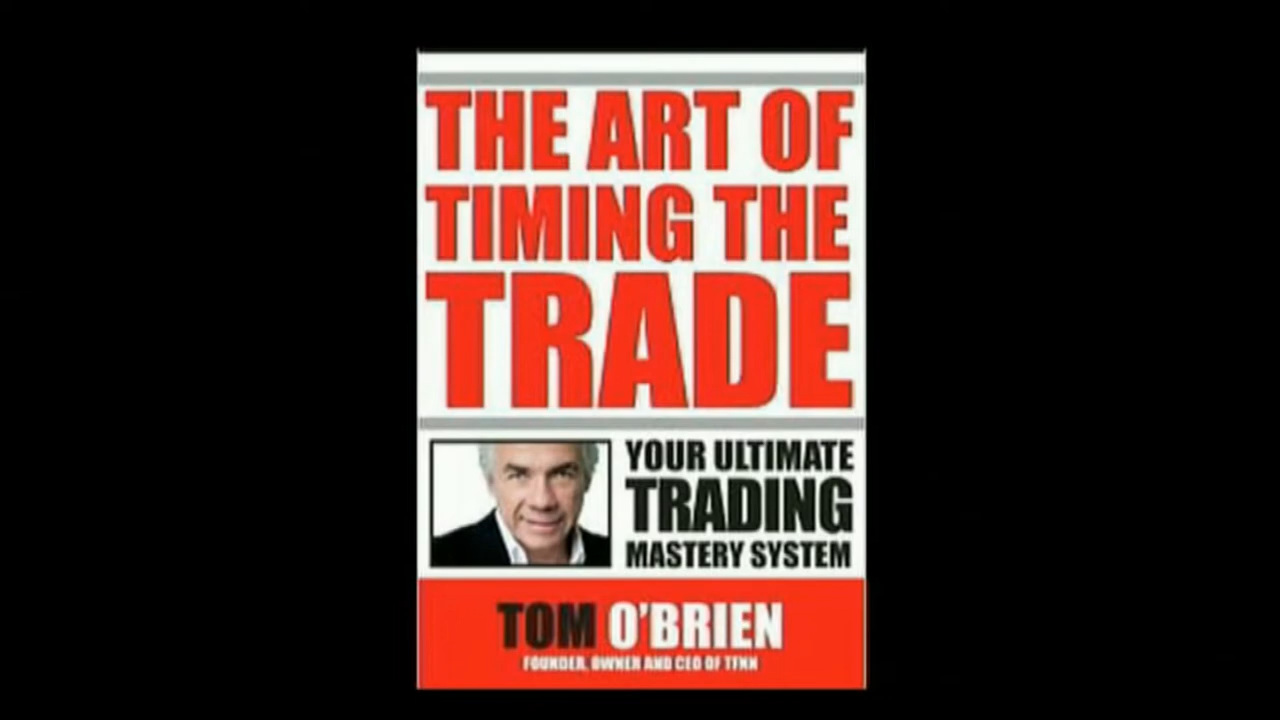 THE ART OF
TIMING THE
TRADE
YOUR ULTIMATE
TRADING
MASTERY SYSTEM
TOM O'BRIEN
FOUNDER, OWNER AND CEO OF TFNN